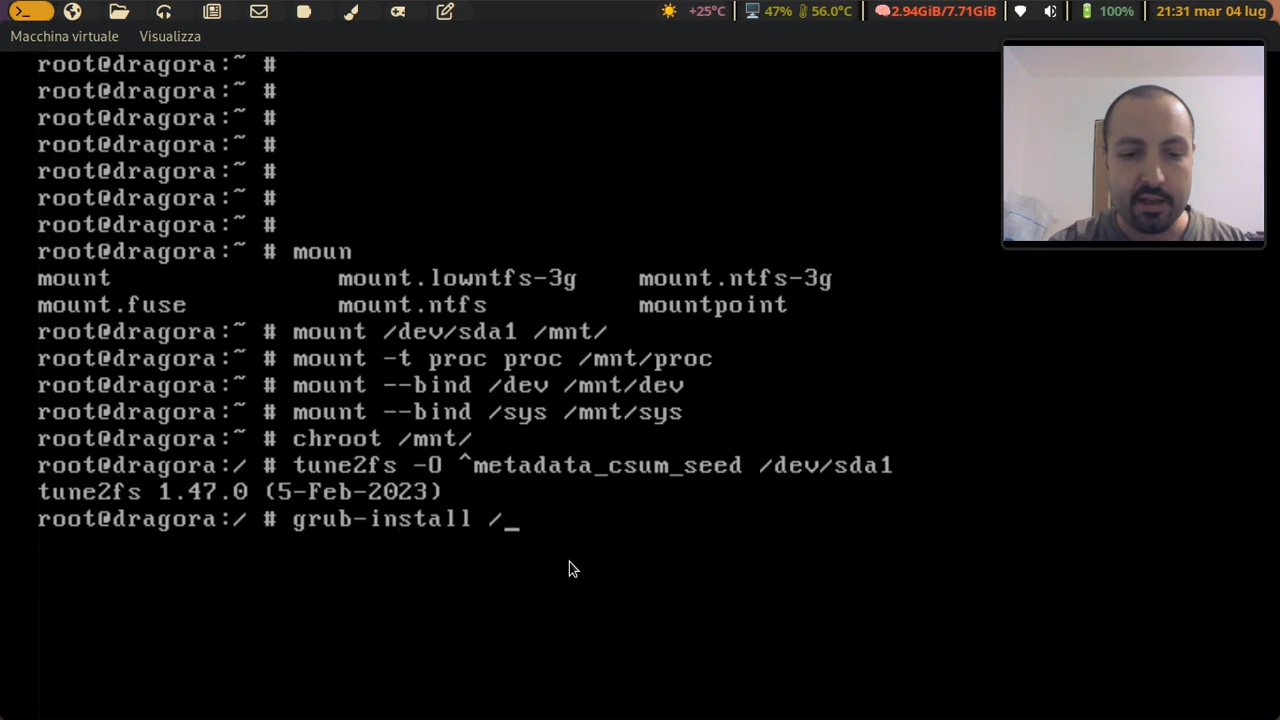 +25°C 47% 56.0°C 2.94GiB/7.71GiB 100% 21:31 mar 04 lug
Macchina virtuale Visualizza
root@dragora:~ #
root@dragora:~ #
root@dragora:~ #
root@dragora:~ #
root@dragora:~ #
root@dragora:~ #
root@dragora:~ #
root@dragora:~ # moun
mount mount.lowntfs-3g mount.ntfs-3g
mount.fuse mount.ntfs mountpoint
root@dragora:~ # mount /dev/sda1 /mnt/
root@dragora:~ # mount -t proc proc /mnt/proc
root@dragora:~ # mount --bind /dev /mnt/dev
root@dragora:~ # mount --bind /sys /mnt/sys
root@dragora:~ # chroot /mnt/
root@dragora:/ # tune2fs -O ^metadata_csum_seed /dev/sda1
tune2fs 1.47.0 (5-Feb-2023)
root@dragora:/ # grub-install /_